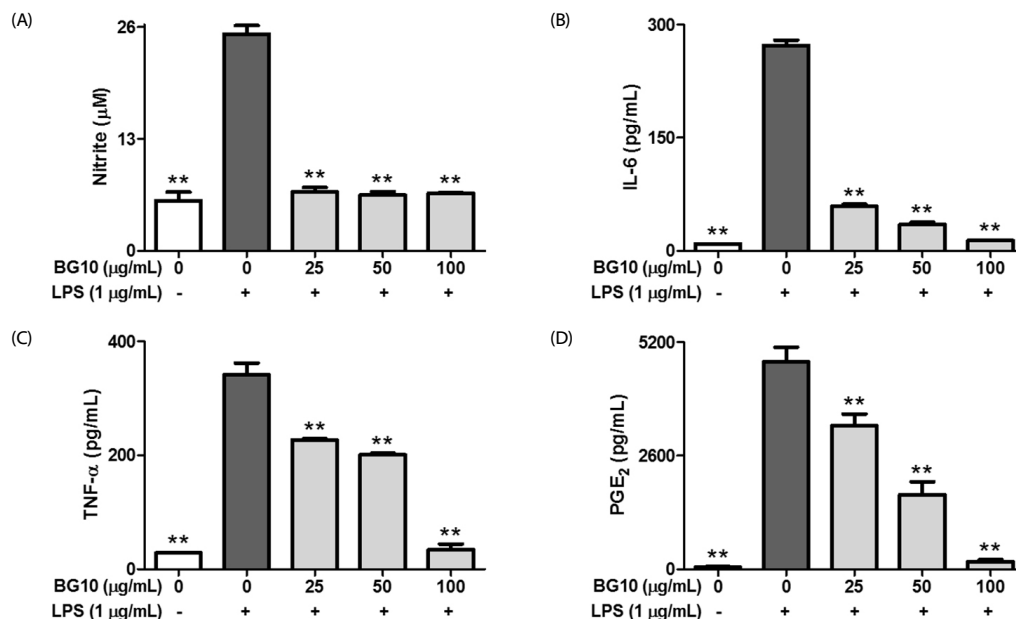 (A)
Nitrite (μM)
26
13
0
**
**
**
**
BG10 (μg/mL) 0 0 25 50 100
LPS (1 μg/mL) - + + + +
(B)
IL-6 (pg/mL)
300
150
0
**
**
**
**
BG10 (μg/mL) 0 0 25 50 100
LPS (1 μg/mL) - + + + +
(C)
TNF-α (pg/mL)
400
200
0
**
**
**
**
BG10 (μg/mL) 0 0 25 50 100
LPS (1 μg/mL) - + + + +
(D)
PGE₂ (pg/mL)
5200
2600
0
**
**
**
**
BG10 (μg/mL) 0 0 25 50 100
LPS (1 μg/mL) - + + + +